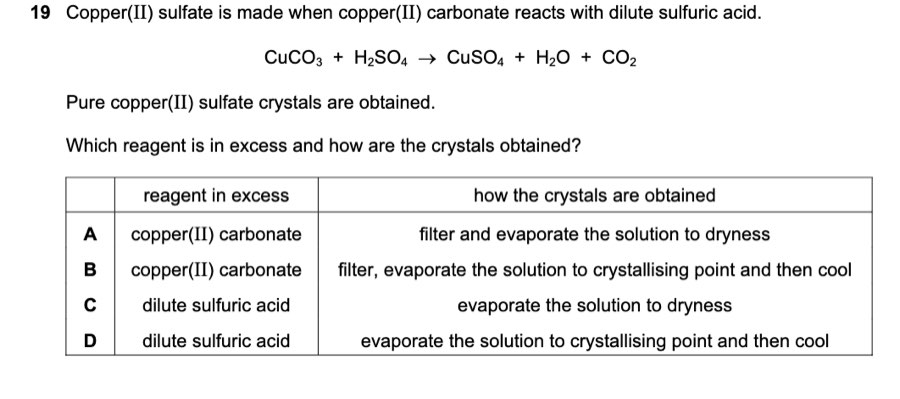 19 Copper(II) sulfate is made when copper(II) carbonate reacts with dilute sulfuric acid.
CuCO₃ + H₂SO₄ → CuSO₄ + H₂O + CO₂
Pure copper(II) sulfate crystals are obtained.
Which reagent is in excess and how are the crystals obtained?
reagent in excess how the crystals are obtained
A copper(II) carbonate filter and evaporate the solution to dryness
B copper(II) carbonate filter, evaporate the solution to crystallising point and then cool
C dilute sulfuric acid evaporate the solution to dryness
D dilute sulfuric acid evaporate the solution to crystallising point and then cool